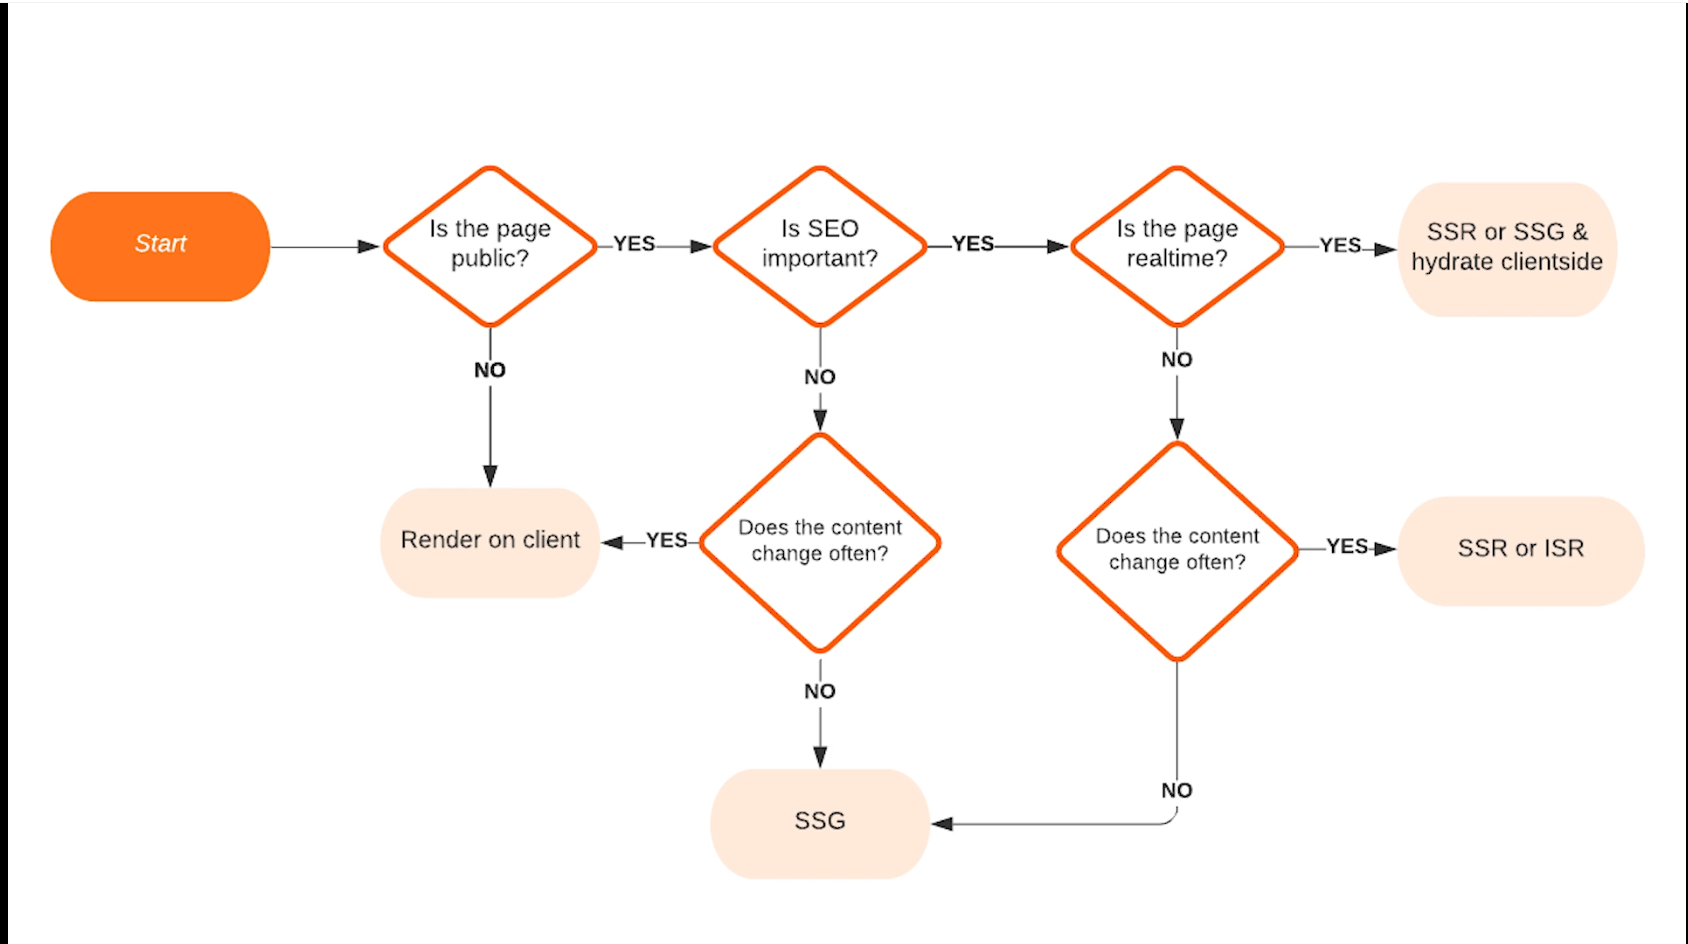 Start
Is the page
public?
YES
Is SEO
important?
YES
Is the page
realtime?
YES
SSR or SSG &
hydrate clientside
NO
NO
NO
Render on client
YES
Does the content
change often?
Does the content
change often?
YES
SSR or ISR
NO
NO
SSG